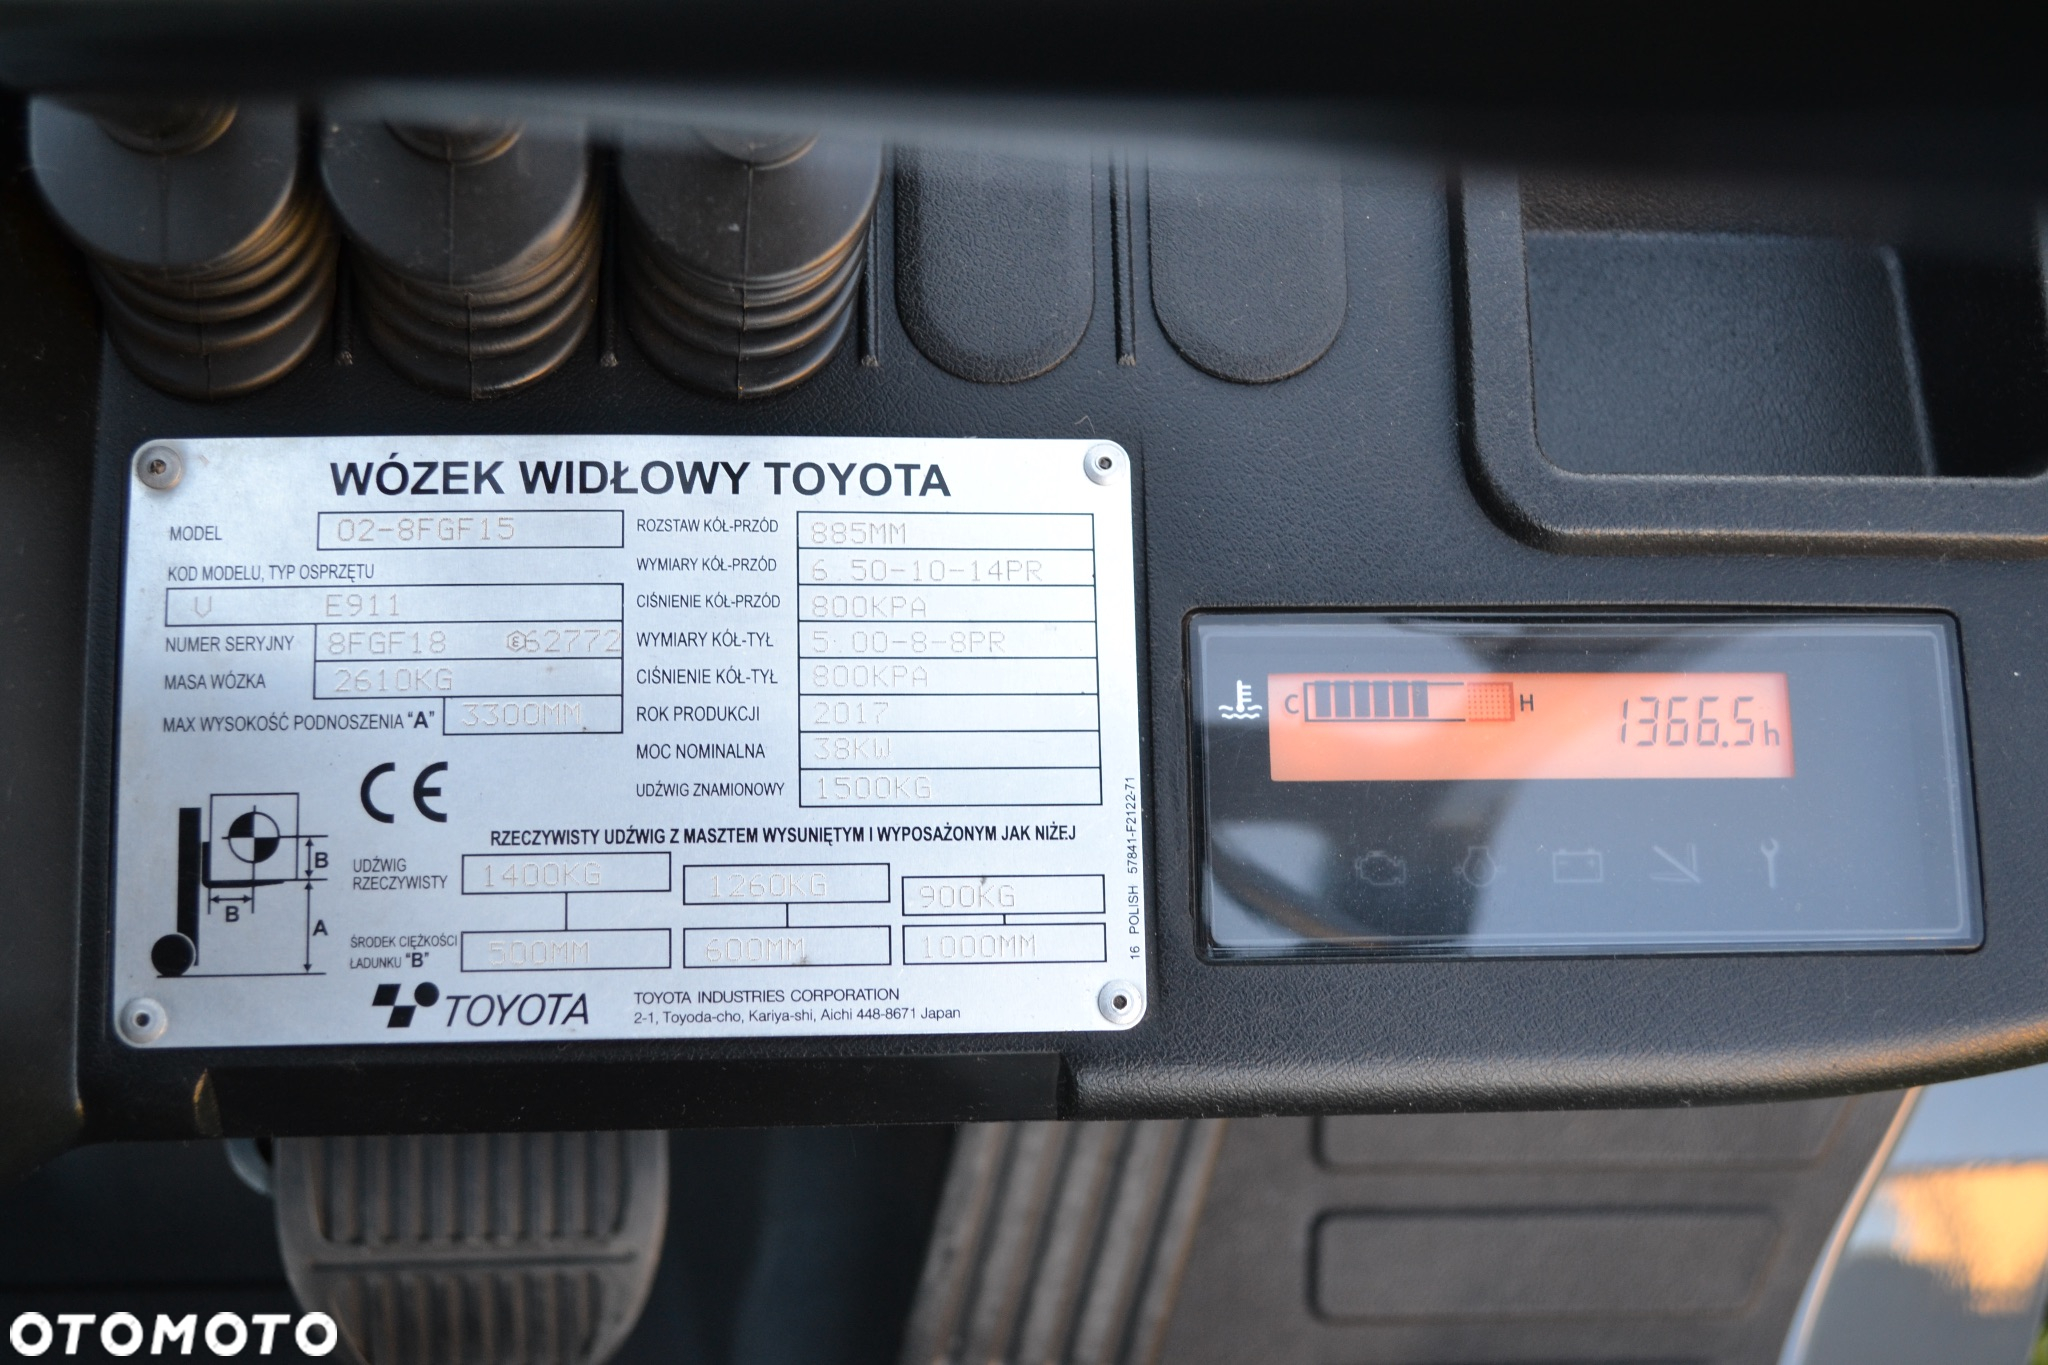 WÓZEK WIDŁOWY TOYOTA
MODEL 02-8FGF15
KOD MODELU, TYP OSPRZĘTU
V E911
NUMER SERYJNY 8FGF18 E62772
MASA WÓZKA 2610KG
MAX WYSOKOŚĆ PODNOSZENIA "A" 3300MM
ROZSTAW KÓŁ-PRZÓD 885MM
WYMIARY KÓŁ-PRZÓD 6.50-10-14PR
CIŚNIENIE KÓŁ-PRZÓD 800KPA
WYMIARY KÓŁ-TYŁ 5.00-8-8PR
CIŚNIENIE KÓŁ-TYŁ 800KPA
ROK PRODUKCJI 2017
MOC NOMINALNA 38KW
UDŹWIG ZNAMIONOWY 1500KG
CE
RZECZYWISTY UDŹWIG Z MASZTEM WYSUNIĘTYM I WYPOSAŻONYM JAK NIŻEJ
UDŹWIG
RZECZYWISTY 1400KG 1260KG 900KG
ŚRODEK CIĘŻKOŚCI
ŁADUNKU "B" 500MM 600MM 1000MM
B
B
A
TOYOTA
TOYOTA INDUSTRIES CORPORATION
2-1, Toyoda-cho, Kariya-shi, Aichi 448-8671 Japan
16 POLISH 57841-F2122-71
C H 1366.5h
OTOMOTO